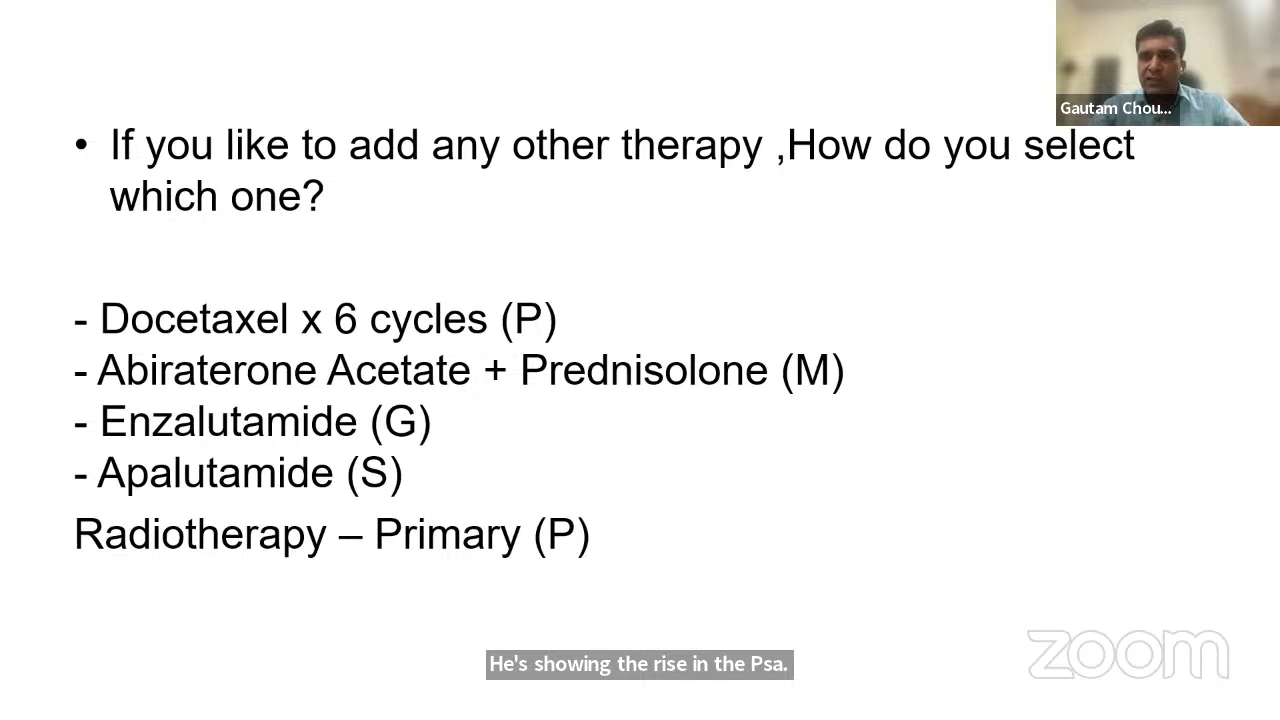 Gautam Chou...
• If you like to add any other therapy ,How do you select
which one?
- Docetaxel x 6 cycles (P)
- Abiraterone Acetate + Prednisolone (M)
- Enzalutamide (G)
- Apalutamide (S)
Radiotherapy – Primary (P)
He's showing the rise in the Psa.
zoom